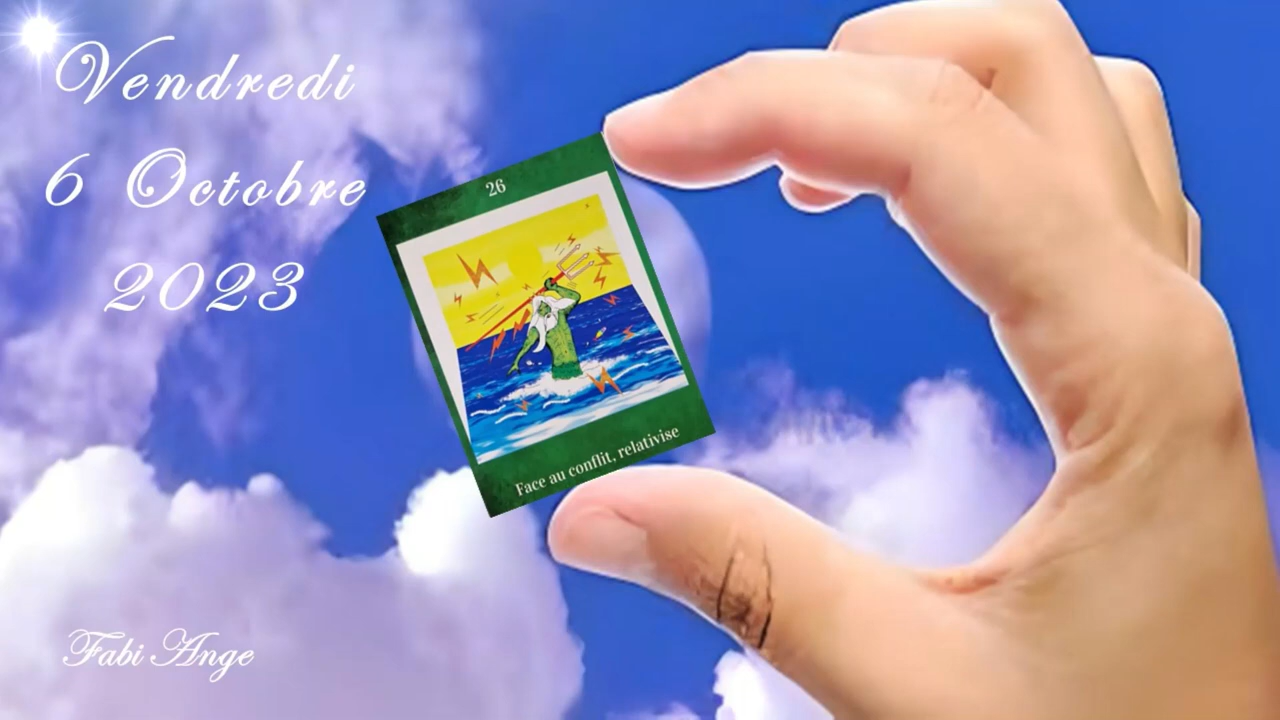 Vendredi
6 Octobre
2023
26
Face au conflit, relativise
Fabi Ange